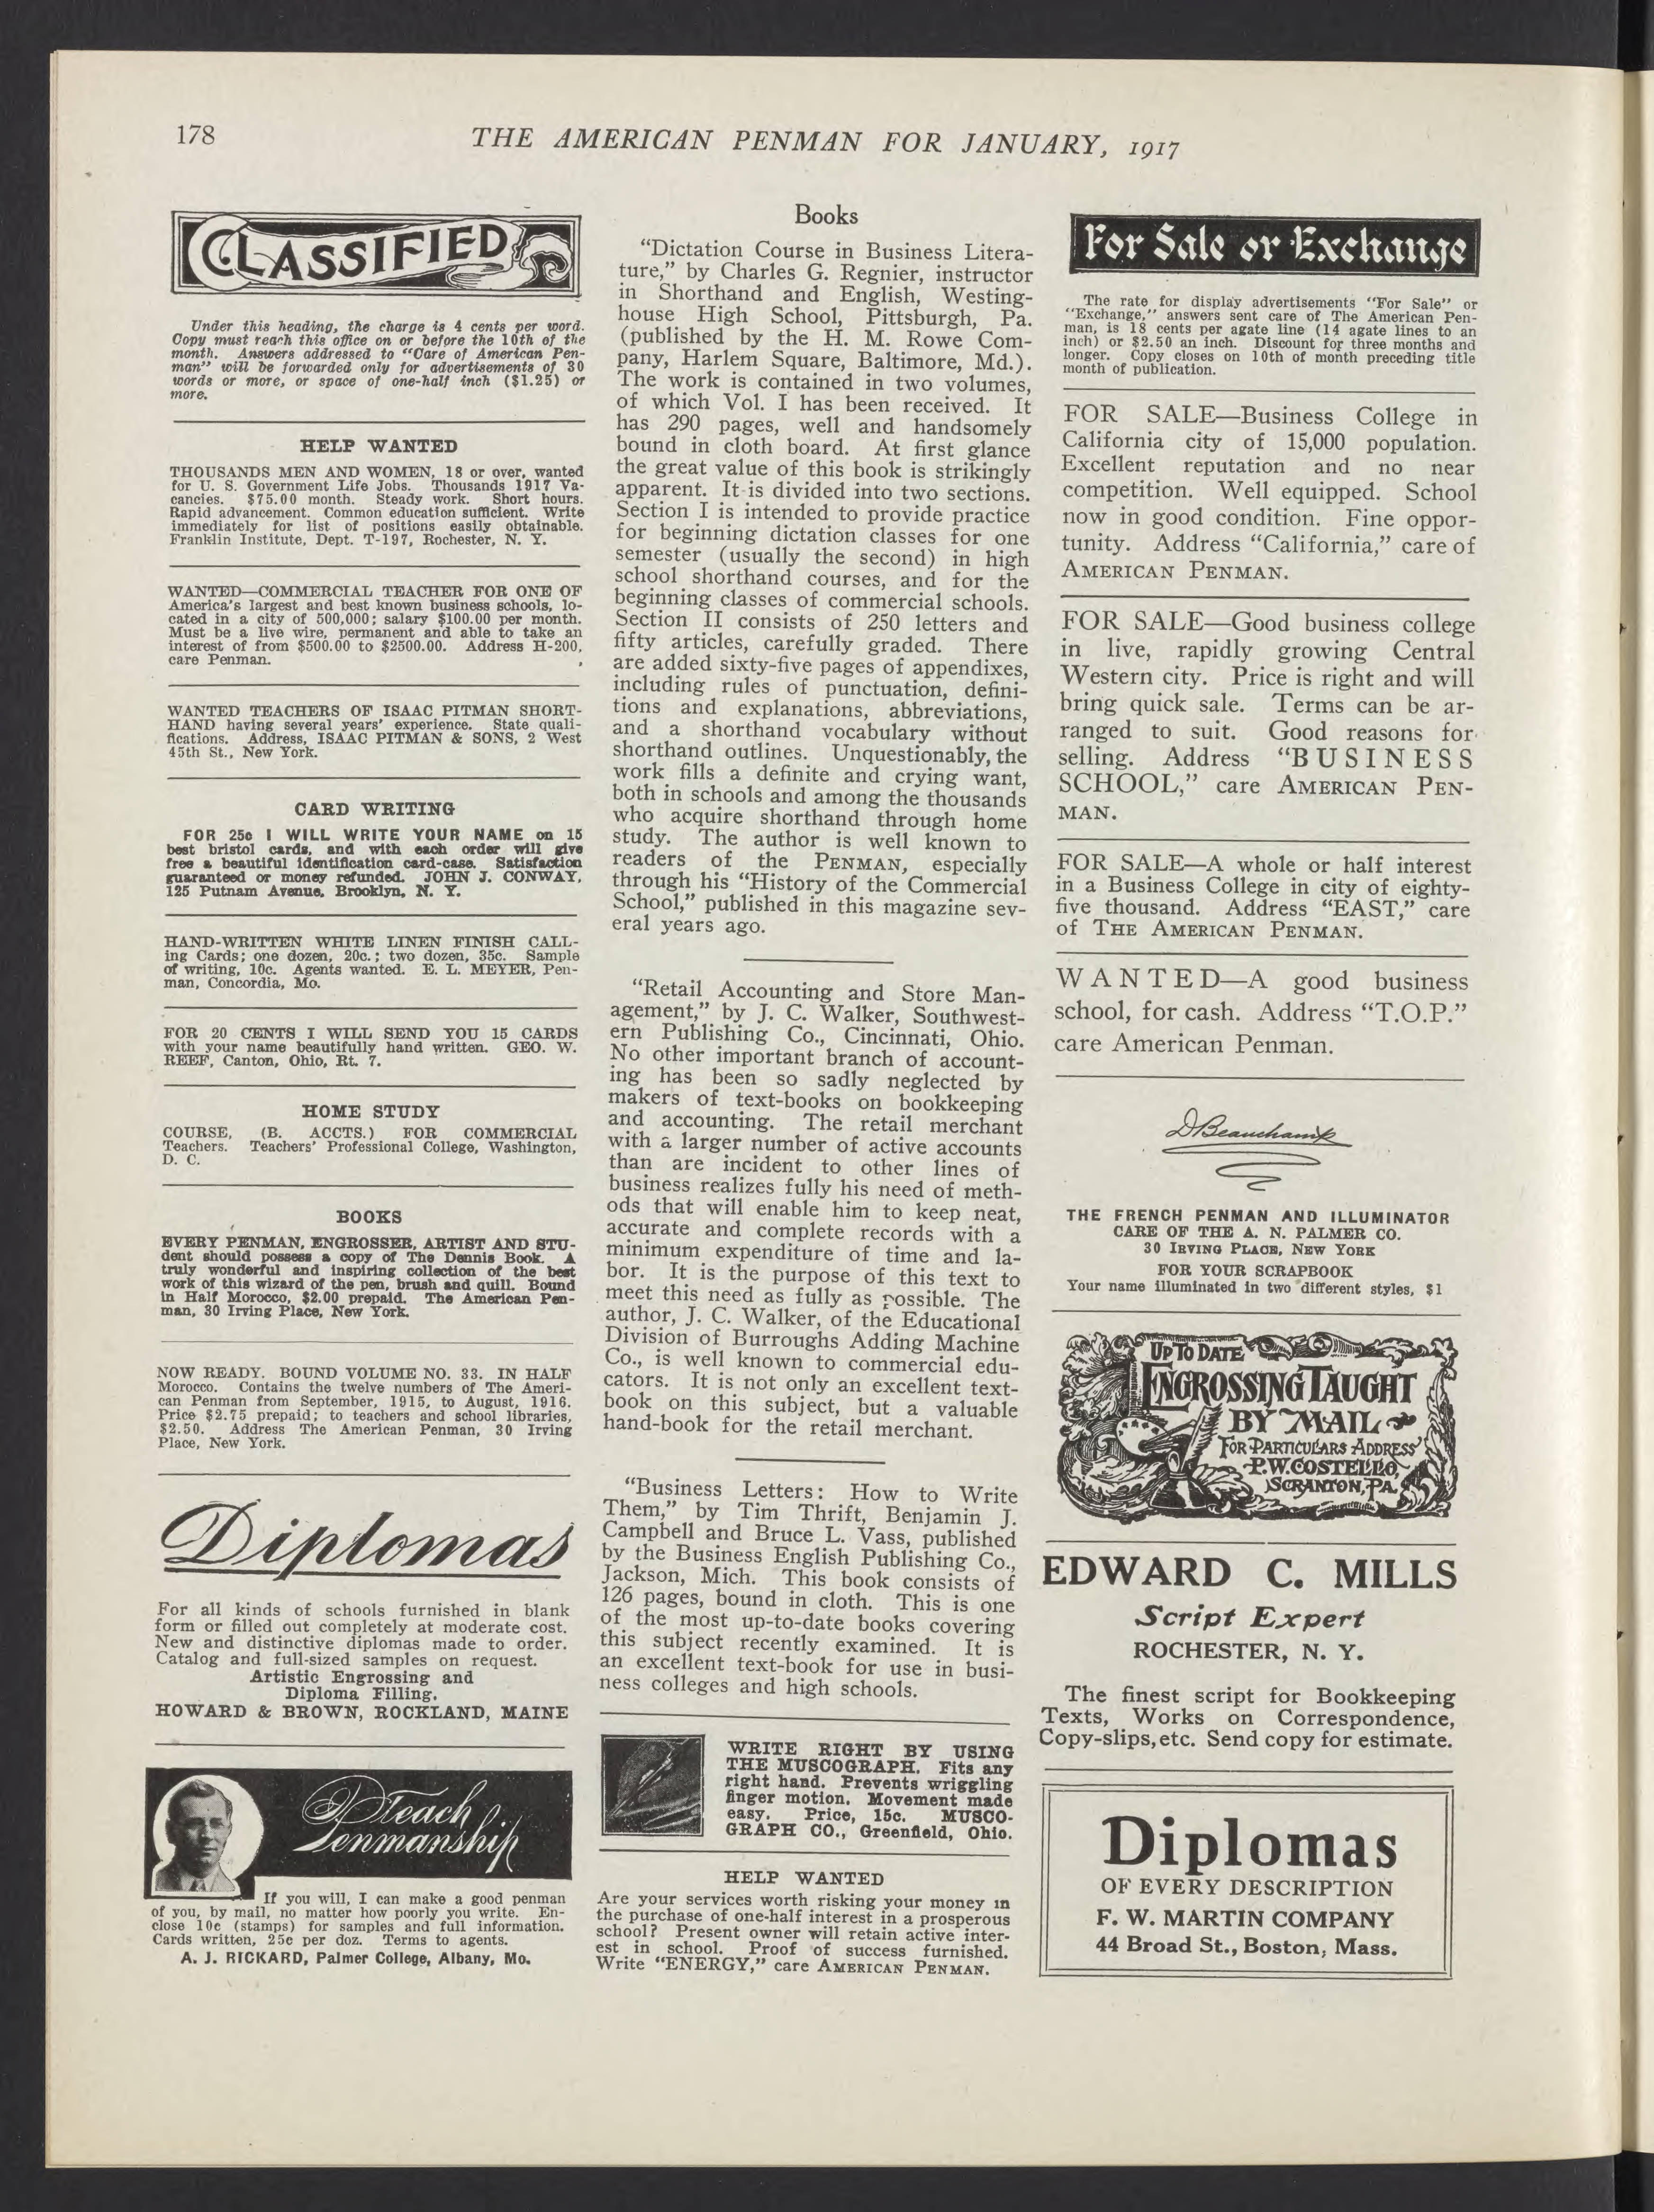 178
THE AMERICAN PENMAN FOR JANUARY, 1917
CLASSIFIED
Under this heading, the charge is 4 cents per word.
Copy must reach this office on or before the 10th of the
month. Answers addressed to "Care of American Pen-
man" will be forwarded only for advertisements of 30
words or more, or space of one-half inch ($1.25) or
more.
HELP WANTED
THOUSANDS MEN AND WOMEN, 18 or over, wanted
for U. S. Government Life Jobs. Thousands 1917 Va-
cancies. $75.00 month. Steady work. Short hours.
Rapid advancement. Common education sufficient. Write
immediately for list of positions easily obtainable.
Franklin Institute, Dept. T-197, Rochester, N. Y.
WANTED—COMMERCIAL TEACHER FOR ONE OF
America's largest and best known business schools, lo-
cated in a city of 500,000; salary $100.00 per month.
Must be a live wire, permanent and able to take an
interest of from $500.00 to $2500.00. Address H-200,
care Penman.
WANTED TEACHERS OF ISAAC PITMAN SHORT-
HAND having several years' experience. State quali-
fications. Address, ISAAC PITMAN & SONS, 2 West
45th St., New York.
CARD WRITING
FOR 25c I WILL WRITE YOUR NAME on 15
best bristol cards, and with each order will give
free a beautiful identification card-case. Satisfaction
guaranteed or money refunded. JOHN J. CONWAY,
125 Putnam Avenue, Brooklyn, N. Y.
HAND-WRITTEN WHITE LINEN FINISH CALL-
ing Cards; one dozen, 20c.; two dozen, 35c. Sample
of writing, 10c. Agents wanted. E. L. MEYER, Pen-
man, Concordia, Mo.
FOR 20 CENTS I WILL SEND YOU 15 CARDS
with your name beautifully hand written. GEO. W.
REEF, Canton, Ohio, Rt. 7.
HOME STUDY
COURSE, (B. ACCTS.) FOR COMMERCIAL
Teachers. Teachers' Professional College, Washington,
D. C.
BOOKS
EVERY PENMAN, ENGROSSER, ARTIST AND STU-
dent should possess a copy of The Dennis Book. A
truly wonderful and inspiring collection of the best
work of this wizard of the pen, brush and quill. Bound
in Half Morocco, $2.00 prepaid. The American Pen-
man, 30 Irving Place, New York.
NOW READY. BOUND VOLUME NO. 33. IN HALF
Morocco. Contains the twelve numbers of The Ameri-
can Penman from September, 1915, to August, 1916.
Price $2.75 prepaid; to teachers and school libraries,
$2.50. Address The American Penman, 30 Irving
Place, New York.
Diplomas
For all kinds of schools furnished in blank
form or filled out completely at moderate cost.
New and distinctive diplomas made to order.
Catalog and full-sized samples on request.
Artistic Engrossing and
Diploma Filling.
HOWARD & BROWN, ROCKLAND, MAINE
I Teach
Penmanship
If you will, I can make a good penman
of you, by mail, no matter how poorly you write. En-
close 10c (stamps) for samples and full information.
Cards written, 25c per doz. Terms to agents.
A. J. RICKARD, Palmer College, Albany, Mo.
Books
"Dictation Course in Business Litera-
ture," by Charles G. Regnier, instructor
in Shorthand and English, Westing-
house High School, Pittsburgh, Pa.
(published by the H. M. Rowe Com-
pany, Harlem Square, Baltimore, Md.).
The work is contained in two volumes,
of which Vol. I has been received. It
has 290 pages, well and handsomely
bound in cloth board. At first glance
the great value of this book is strikingly
apparent. It is divided into two sections.
Section I is intended to provide practice
for beginning dictation classes for one
semester (usually the second) in high
school shorthand courses, and for the
beginning classes of commercial schools.
Section II consists of 250 letters and
fifty articles, carefully graded. There
are added sixty-five pages of appendixes,
including rules of punctuation, defini-
tions and explanations, abbreviations,
and a shorthand vocabulary without
shorthand outlines. Unquestionably, the
work fills a definite and crying want,
both in schools and among the thousands
who acquire shorthand through home
study. The author is well known to
readers of the PENMAN, especially
through his "History of the Commercial
School," published in this magazine sev-
eral years ago.
"Retail Accounting and Store Man-
agement," by J. C. Walker, Southwest-
ern Publishing Co., Cincinnati, Ohio.
No other important branch of account-
ing has been so sadly neglected by
makers of text-books on bookkeeping
and accounting. The retail merchant
with a larger number of active accounts
than are incident to other lines of
business realizes fully his need of meth-
ods that will enable him to keep neat,
accurate and complete records with a
minimum expenditure of time and la-
bor. It is the purpose of this text to
meet this need as fully as possible. The
author, J. C. Walker, of the Educational
Division of Burroughs Adding Machine
Co., is well known to commercial edu-
cators. It is not only an excellent text-
book on this subject, but a valuable
hand-book for the retail merchant.
"Business Letters: How to Write
Them," by Tim Thrift, Benjamin J.
Campbell and Bruce L. Vass, published
by the Business English Publishing Co.,
Jackson, Mich. This book consists of
126 pages, bound in cloth. This is one
of the most up-to-date books covering
this subject recently examined. It is
an excellent text-book for use in busi-
ness colleges and high schools.
WRITE RIGHT BY USING
THE MUSCOGRAPH. Fits any
right hand. Prevents wriggling
finger motion. Movement made
easy. Price, 15c. MUSCO-
GRAPH CO., Greenfield, Ohio.
HELP WANTED
Are your services worth risking your money in
the purchase of one-half interest in a prosperous
school? Present owner will retain active inter-
est in school. Proof of success furnished.
Write "ENERGY," care AMERICAN PENMAN.
For Sale or Exchange
The rate for display advertisements "For Sale" or
"Exchange," answers sent care of The American Pen-
man, is 18 cents per agate line (14 agate lines to an
inch) or $2.50 an inch. Discount for three months and
longer. Copy closes on 10th of month preceding title
month of publication.
FOR SALE—Business College in
California city of 15,000 population.
Excellent reputation and no near
competition. Well equipped. School
now in good condition. Fine oppor-
tunity. Address "California," care of
AMERICAN PENMAN.
FOR SALE—Good business college
in live, rapidly growing Central
Western city. Price is right and will
bring quick sale. Terms can be ar-
ranged to suit. Good reasons for
selling. Address "BUSINESS
SCHOOL," care AMERICAN PEN-
MAN.
FOR SALE—A whole or half interest
in a Business College in city of eighty-
five thousand. Address "EAST," care
of THE AMERICAN PENMAN.
WANTED—A good business
school, for cash. Address "T.O.P."
care American Penman.
D Beauchamp
THE FRENCH PENMAN AND ILLUMINATOR
CARE OF THE A. N. PALMER CO.
30 IRVING PLACE, NEW YORK
FOR YOUR SCRAPBOOK
Your name illuminated in two different styles, $1
UP TO DATE
ENGROSSING TAUGHT
BY MAIL
FOR PARTICULARS ADDRESS
P.W. COSTELLO,
SCRANTON, PA.
EDWARD C. MILLS
Script Expert
ROCHESTER, N. Y.
The finest script for Bookkeeping
Texts, Works on Correspondence,
Copy-slips, etc. Send copy for estimate.
Diplomas
OF EVERY DESCRIPTION
F. W. MARTIN COMPANY
44 Broad St., Boston, Mass.